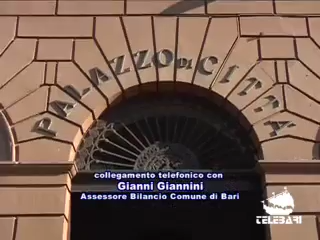 PALAZZO DI CITTÀ
collegamento telefonico con
Gianni Giannini
Assessore Bilancio Comune di Bari
TELEBARI